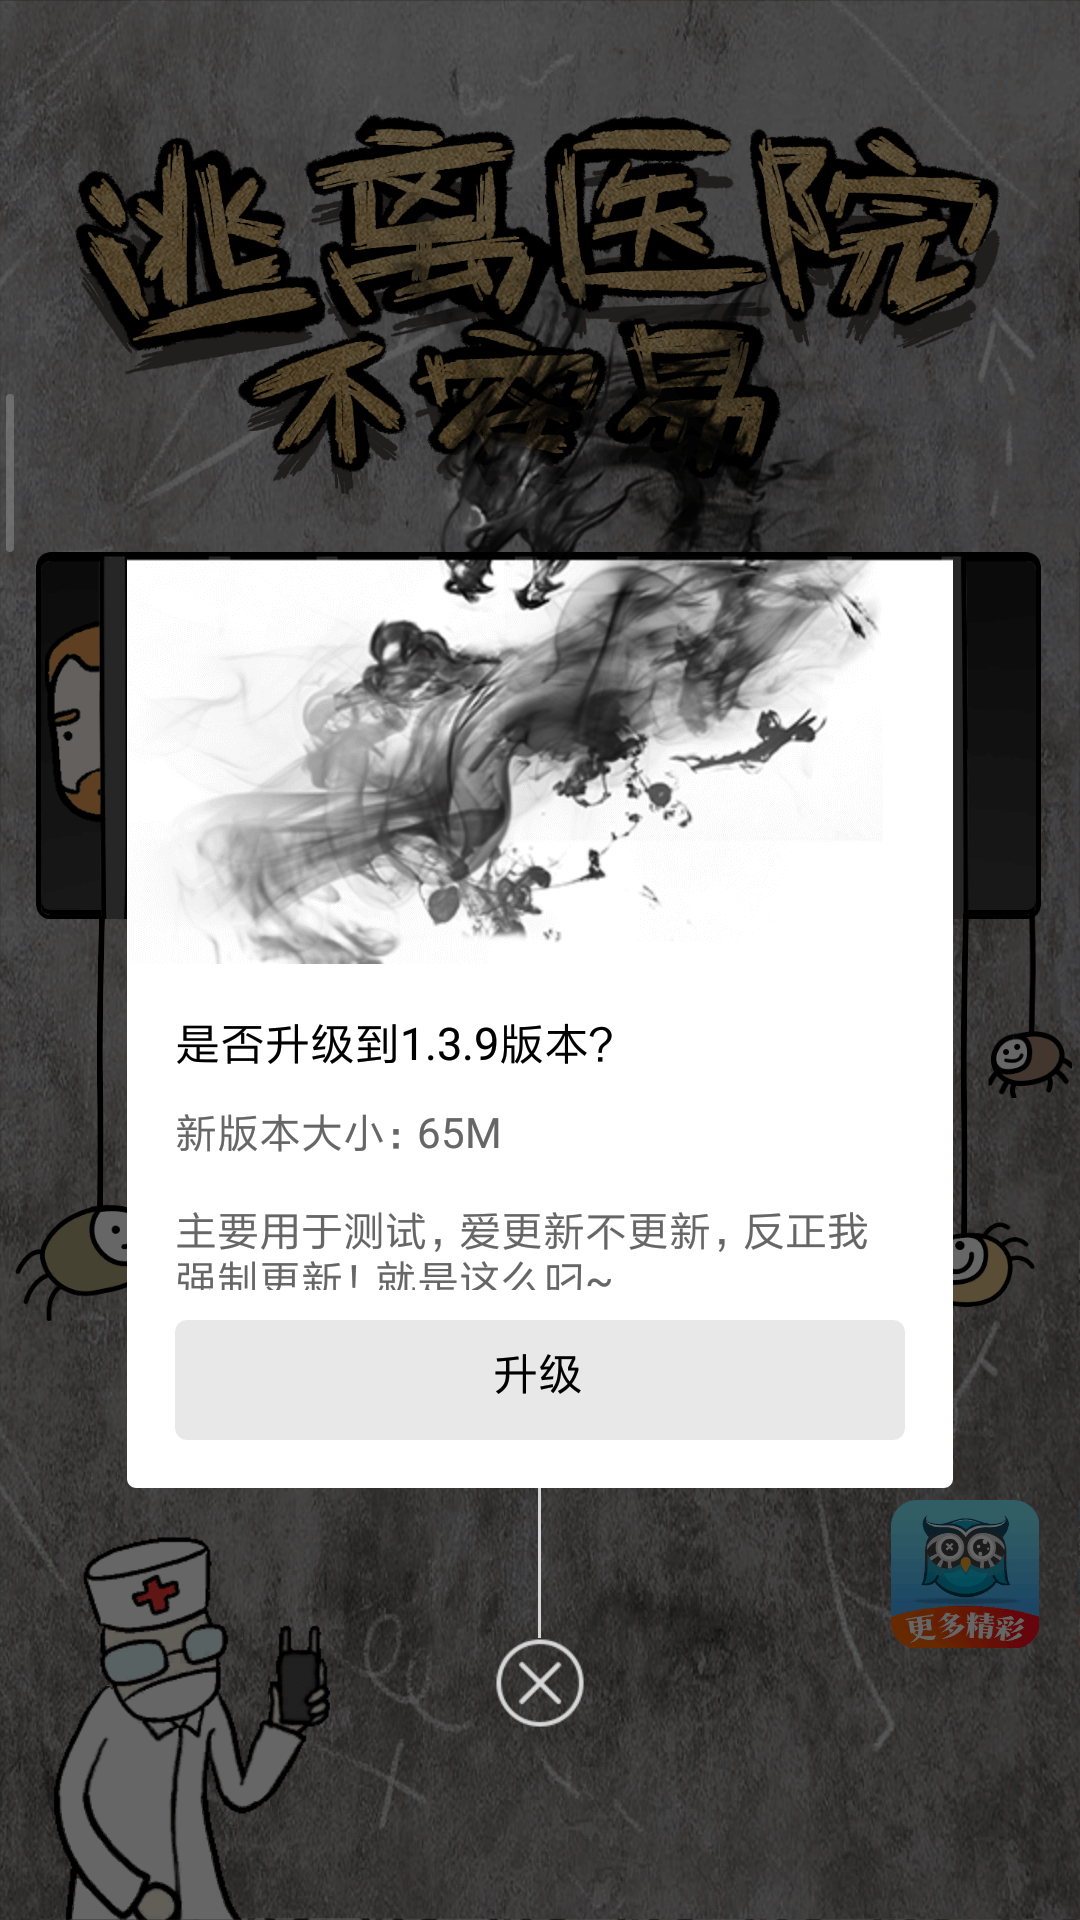 逃离医院
不容易
是否升级到1.3.9版本?
新版本大小：65M
主要用于测试，爱更新不更新，反正我
强制更新！就是这么叼~
升级
更多精彩